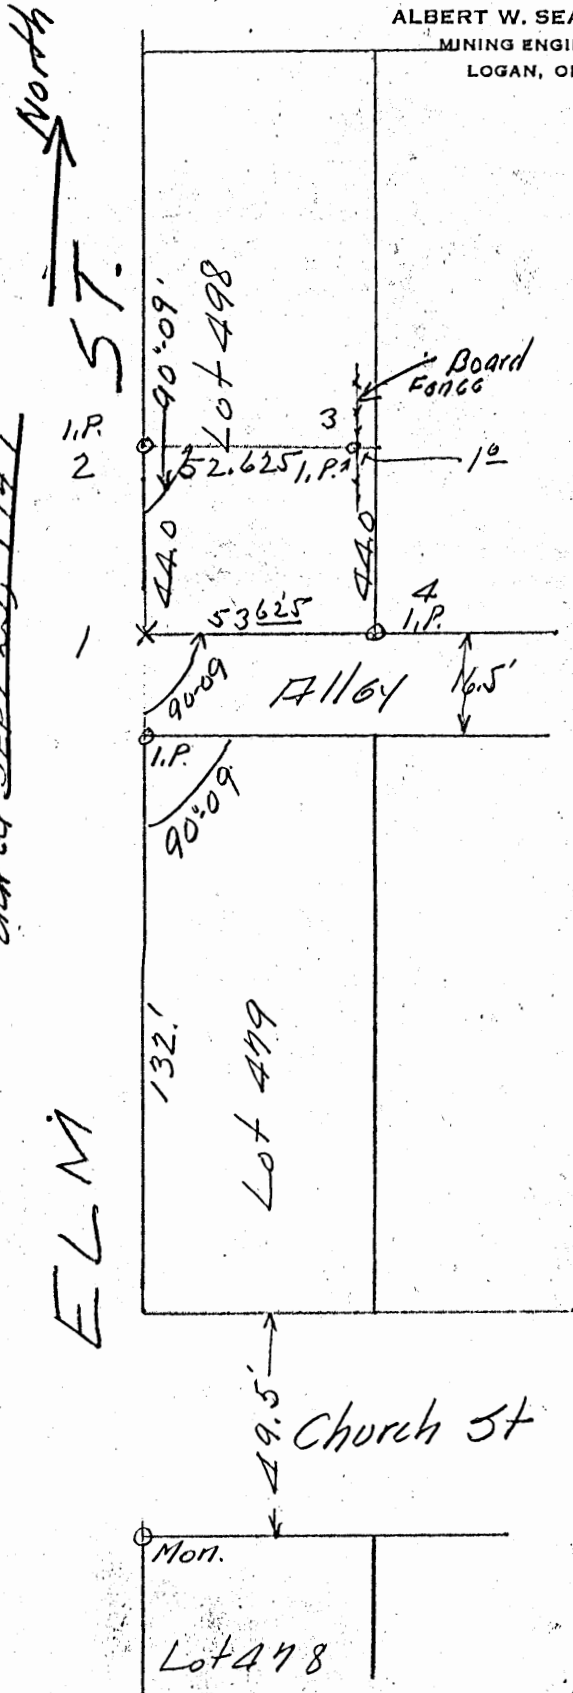 ALBERT W. SEA
MINING ENGI
LOGAN, O
North
ST.
90°-09'
Lot 498
Board
Fence
I.P.
2
52.625
3
I.P.
1º
44.0
44.0
4
I.P.
1
53.625
90-09
Alley
16.5'
I.P.
90°-09
132.'
Lot 479
ELM
49.5'
Church St
Mon.
Lot 478